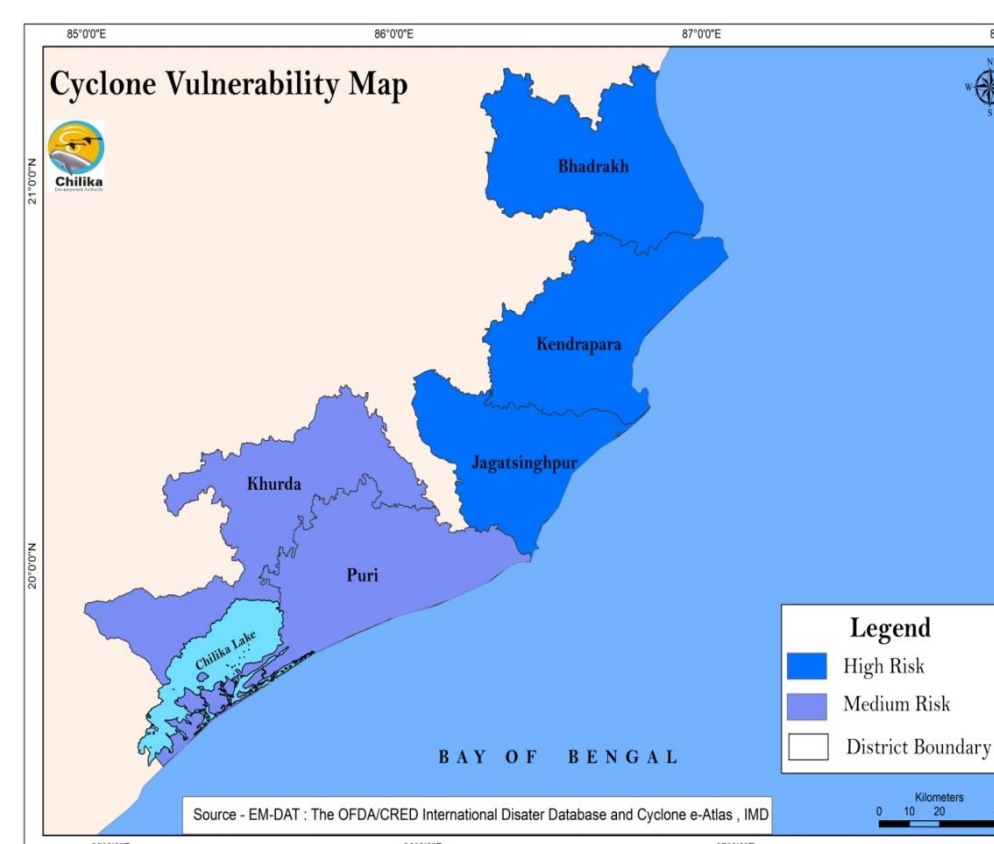 85°0'0"E
86°0'0"E
87°0'0"E
Cyclone Vulnerability Map
N
W
S
Chilika
Development Authority
21°0'0"N
Bhadrakh
Kendrapara
Jagatsinghpur
Khurda
20°0'0"N
Puri
Chilika Lake
Legend
High Risk
Medium Risk
District Boundary
BAY OF BENGAL
Kilometers
0 10 20
Source - EM-DAT : The OFDA/CRED International Disater Database and Cyclone e-Atlas , IMD